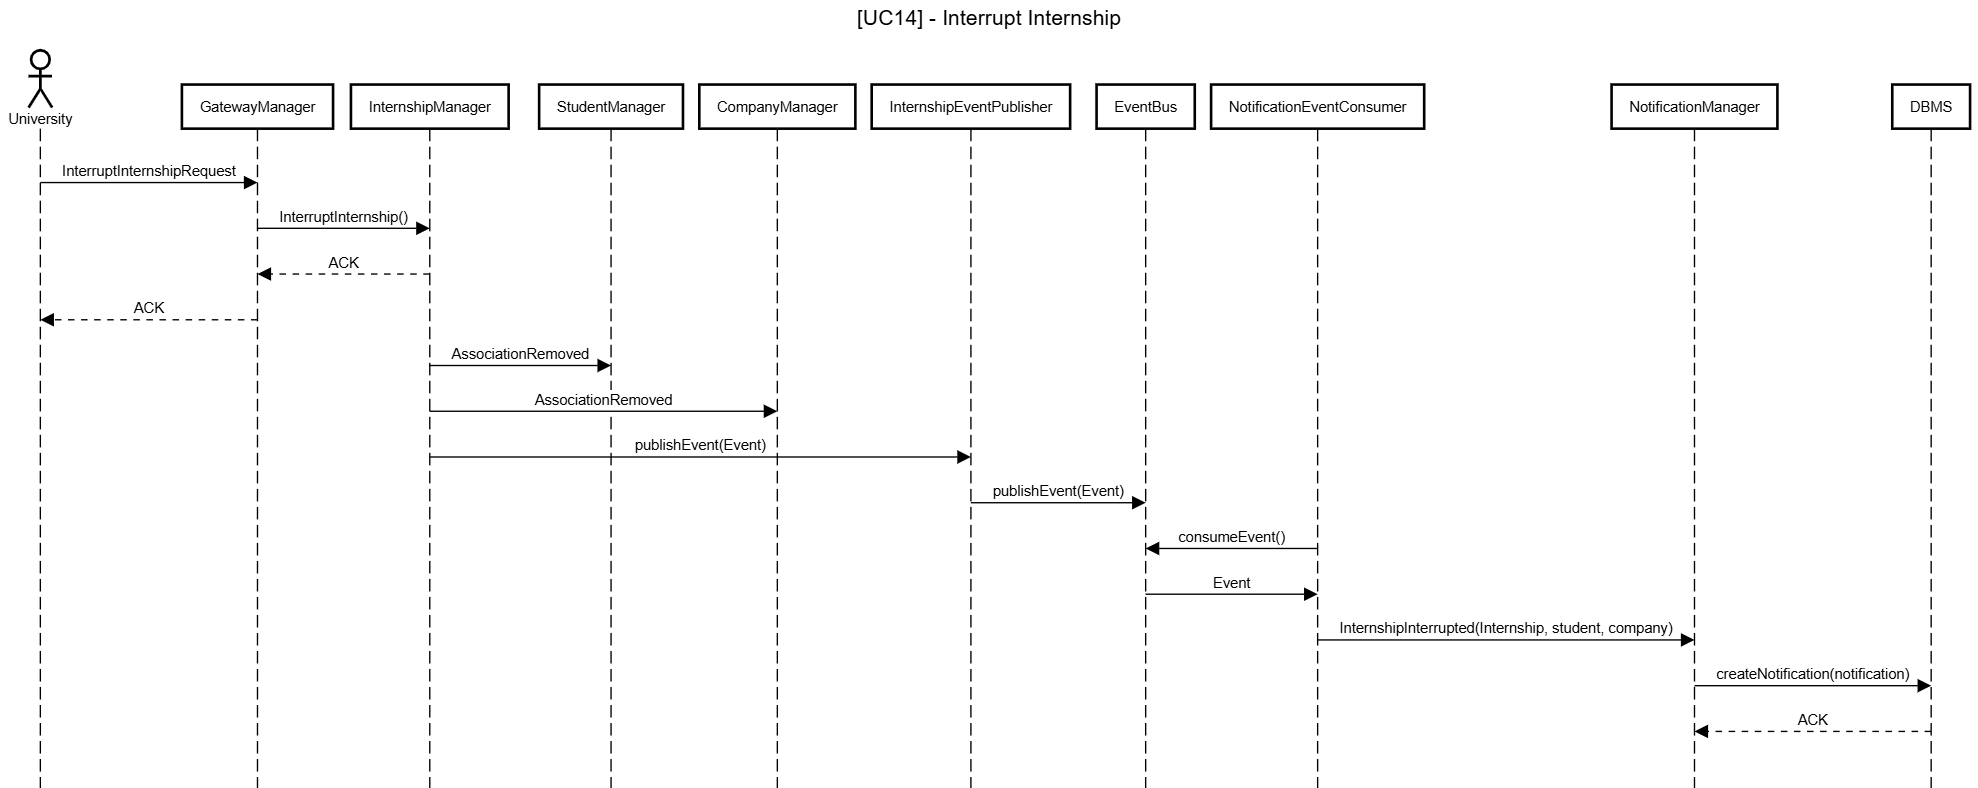 [UC14] - Interrupt Internship
University
GatewayManager
InternshipManager
StudentManager
CompanyManager
InternshipEventPublisher
EventBus
NotificationEventConsumer
NotificationManager
DBMS
InterruptInternshipRequest
InterruptInternship()
ACK
ACK
AssociationRemoved
AssociationRemoved
publishEvent(Event)
publishEvent(Event)
consumeEvent()
Event
InternshipInterrupted(Internship, student, company)
createNotification(notification)
ACK